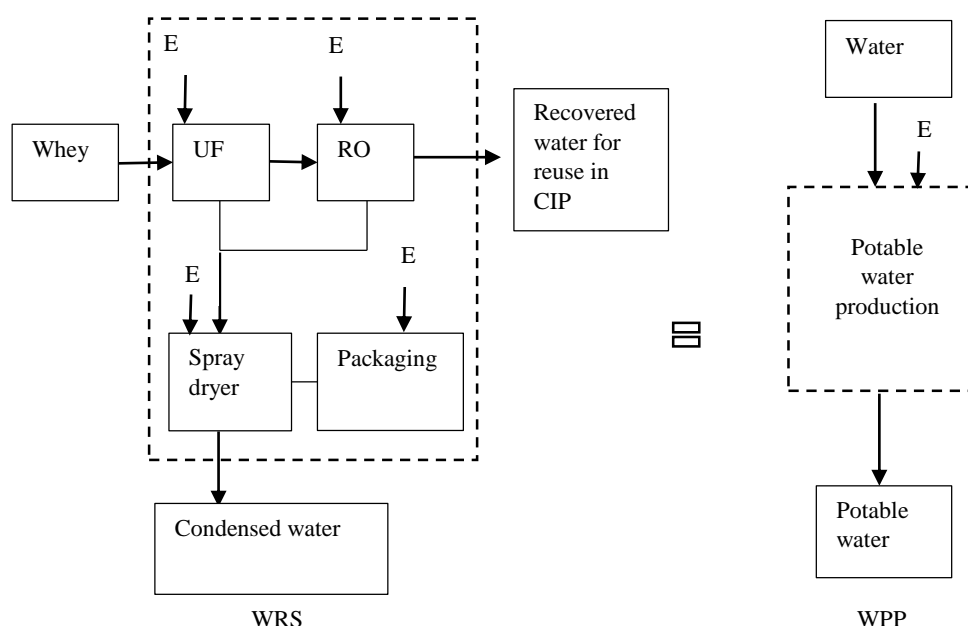 E
E
Whey
UF
RO
Recovered
water for
reuse in
CIP
E
E
Spray
dryer
Packaging
Condensed water
WRS
=
Water
E
Potable
water
production
Potable
water
WPP